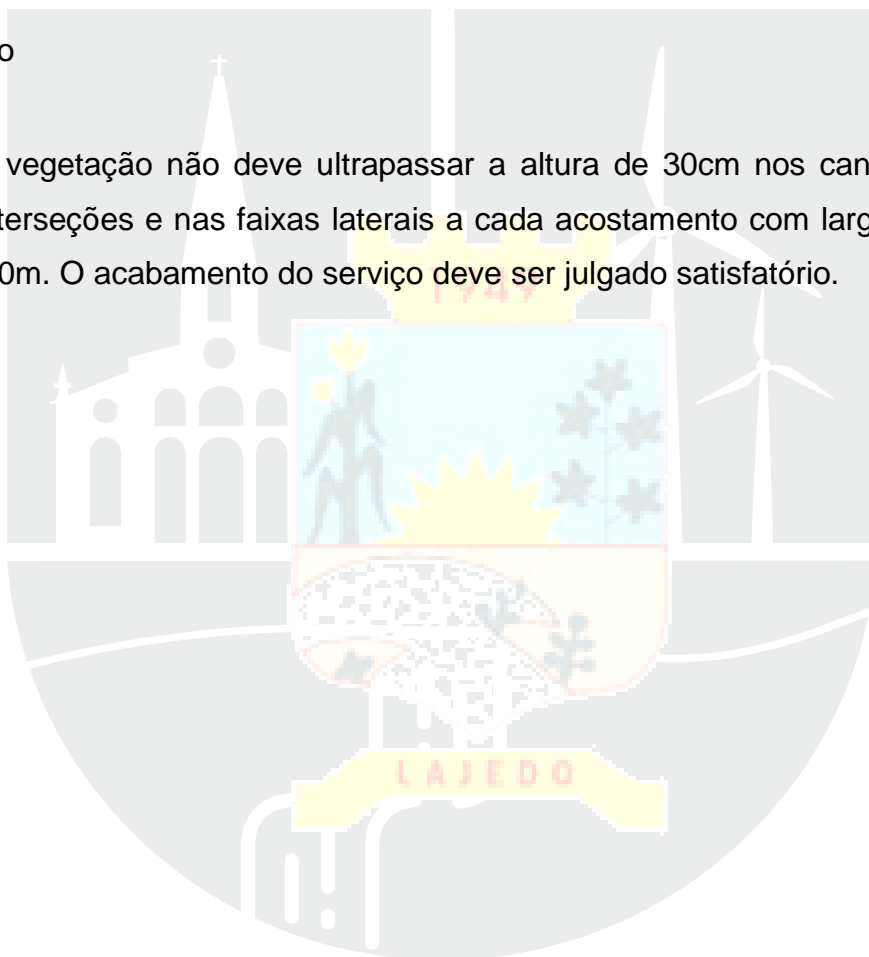 o
vegetação não deve ultrapassar a altura de 30cm nos can
terseções e nas faixas laterais a cada acostamento com larg
0m. O acabamento do serviço deve ser julgado satisfatório.
1949
LAJEDO